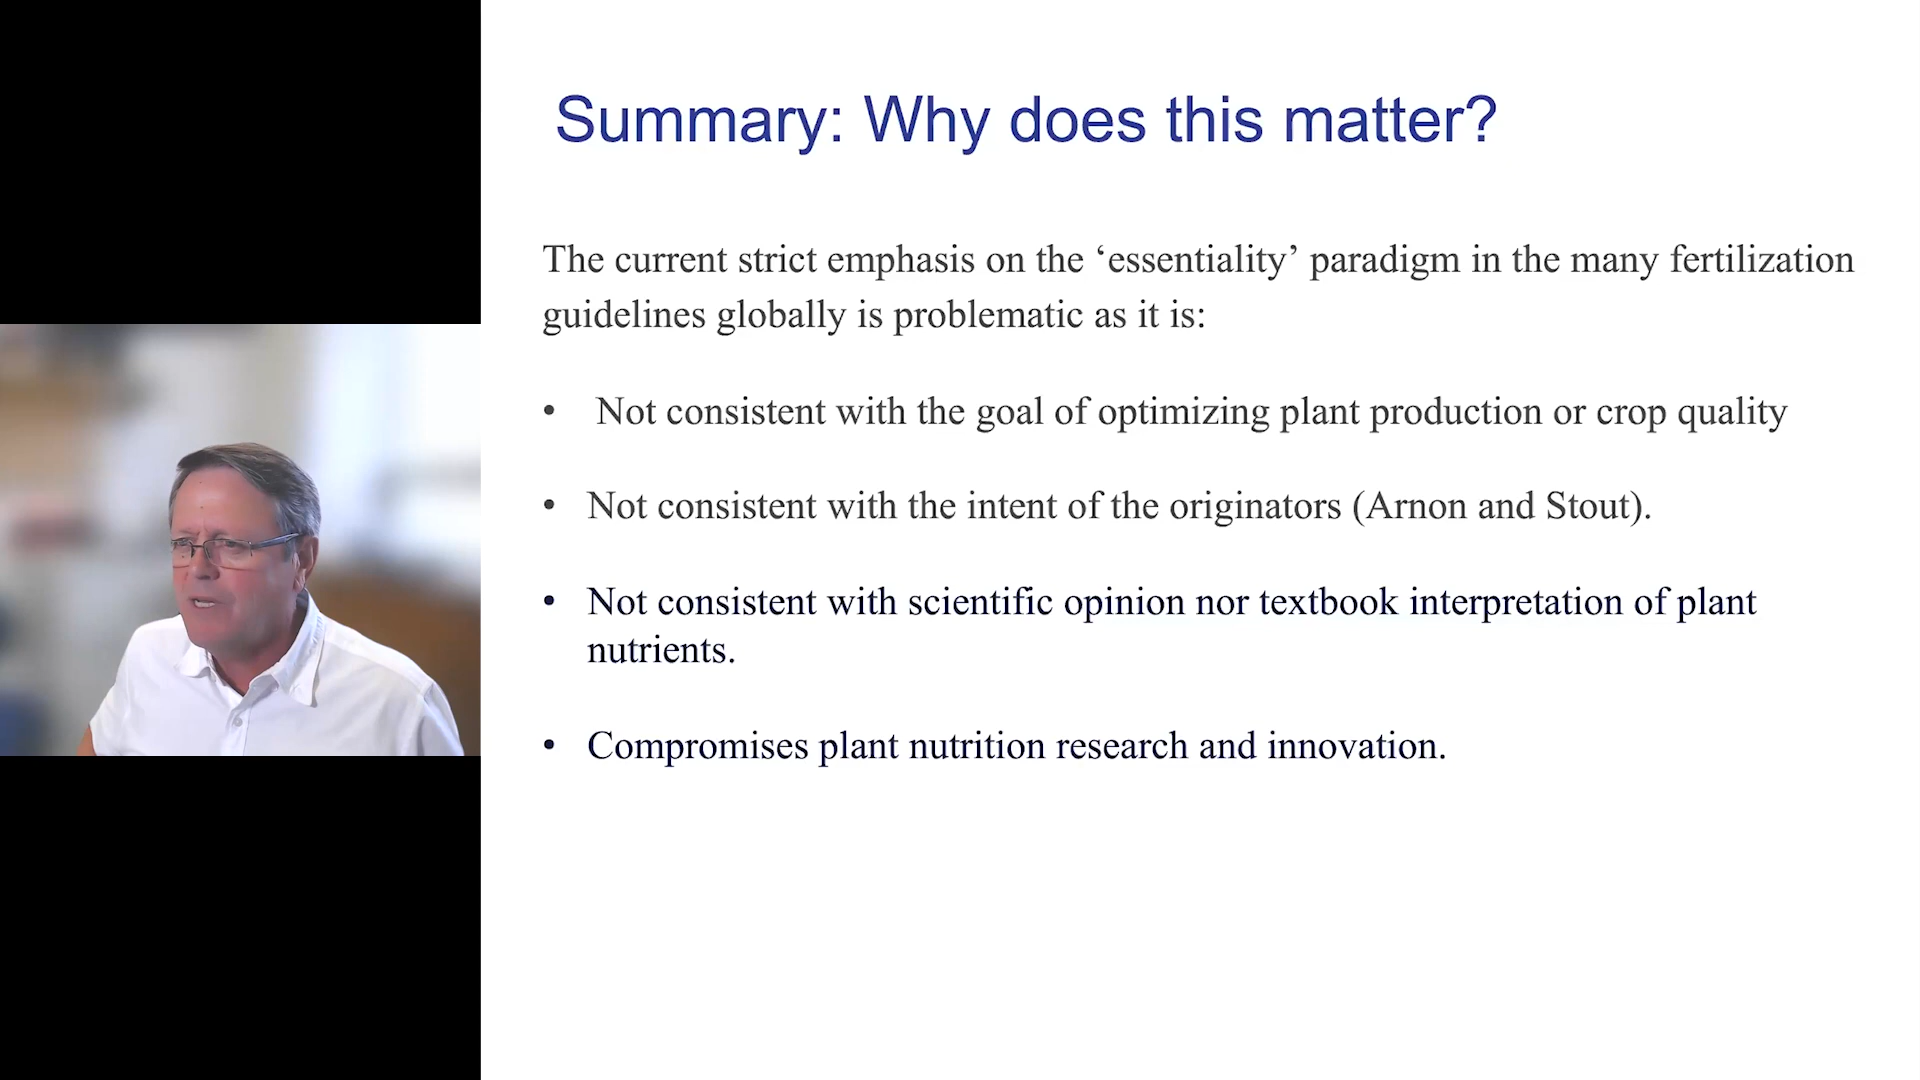 Summary: Why does this matter?
The current strict emphasis on the ‘essentiality’ paradigm in the many fertilization
guidelines globally is problematic as it is:
• Not consistent with the goal of optimizing plant production or crop quality
• Not consistent with the intent of the originators (Arnon and Stout).
• Not consistent with scientific opinion nor textbook interpretation of plant
nutrients.
• Compromises plant nutrition research and innovation.